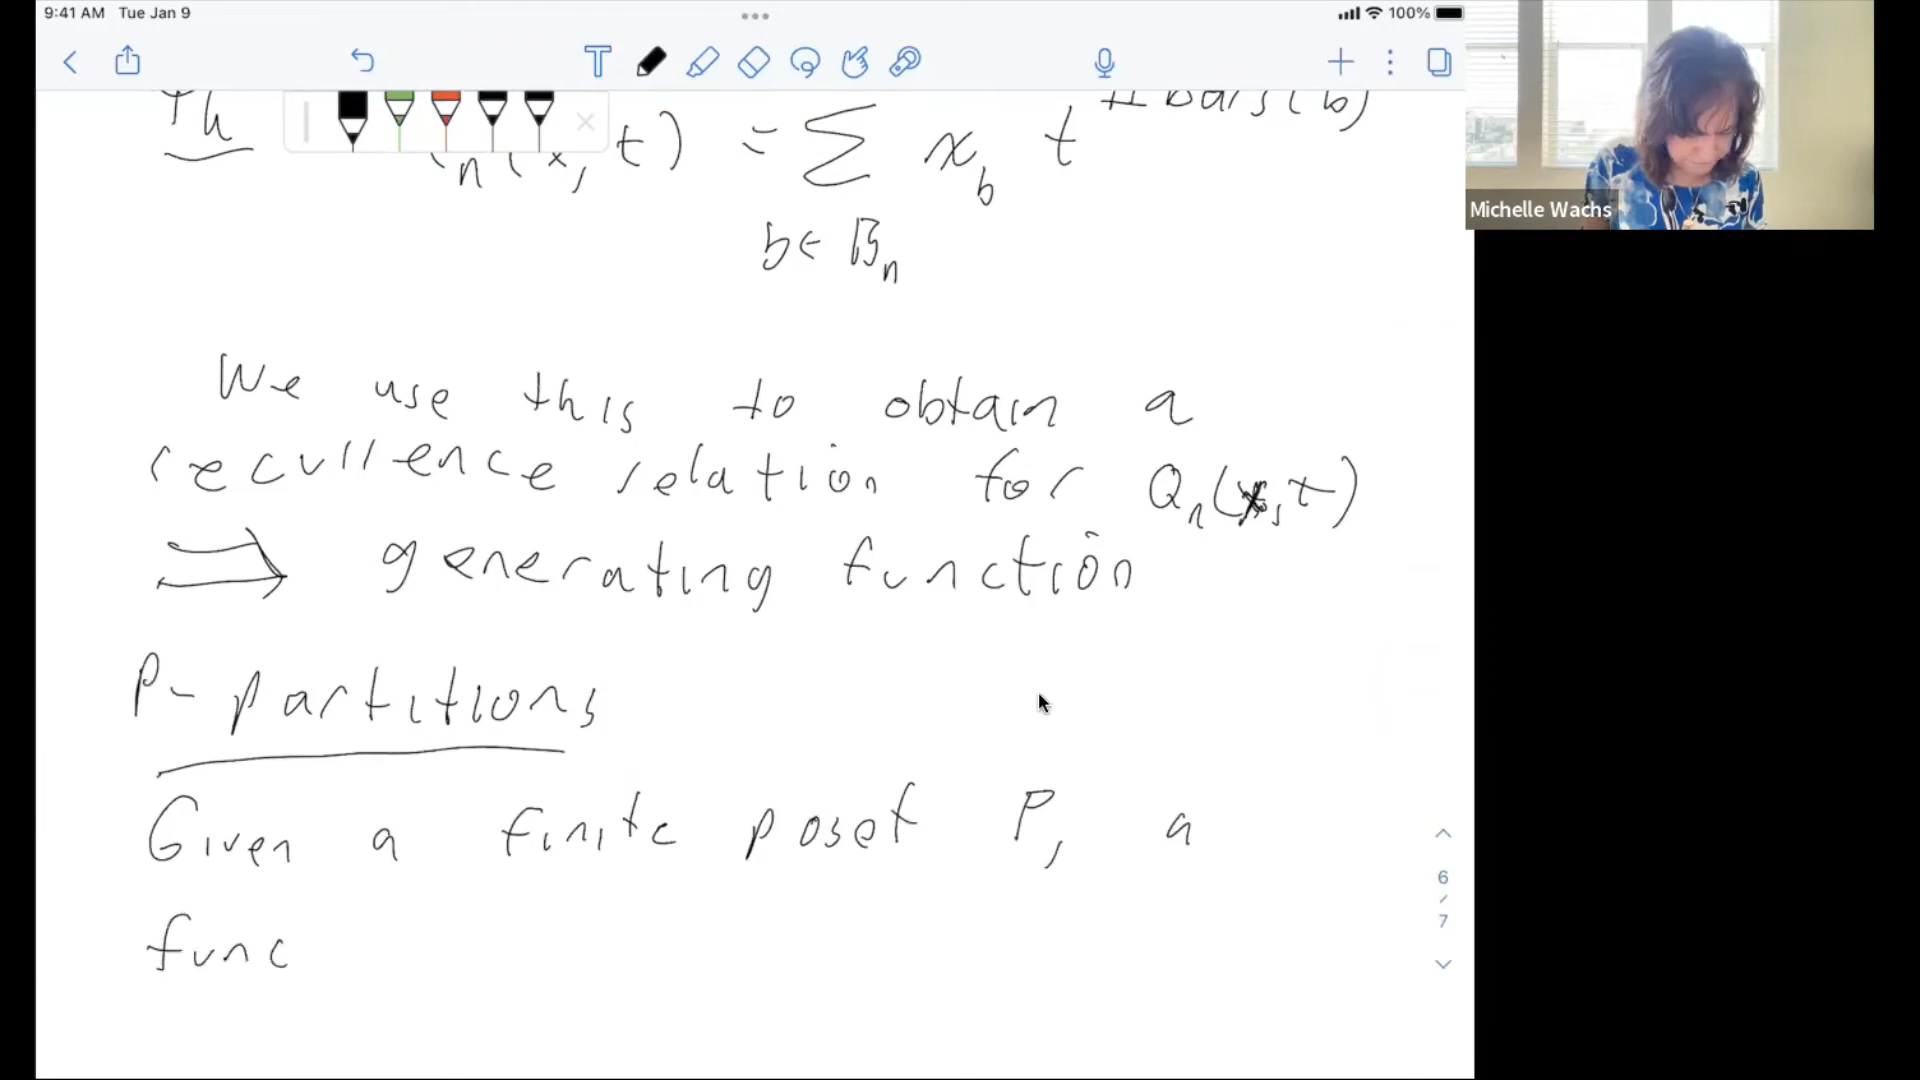 9:41 AM Tue Jan 9
100%
Th
n(x, t) = Σ x_b t^{# bars(b)}
b ∈ B_n
Michelle Wachs
We use this to obtain a
recurrence relation for Q_n(x, t)
⟹ generating function
P-partitions
Given a finite poset P, a
func
6
/
7